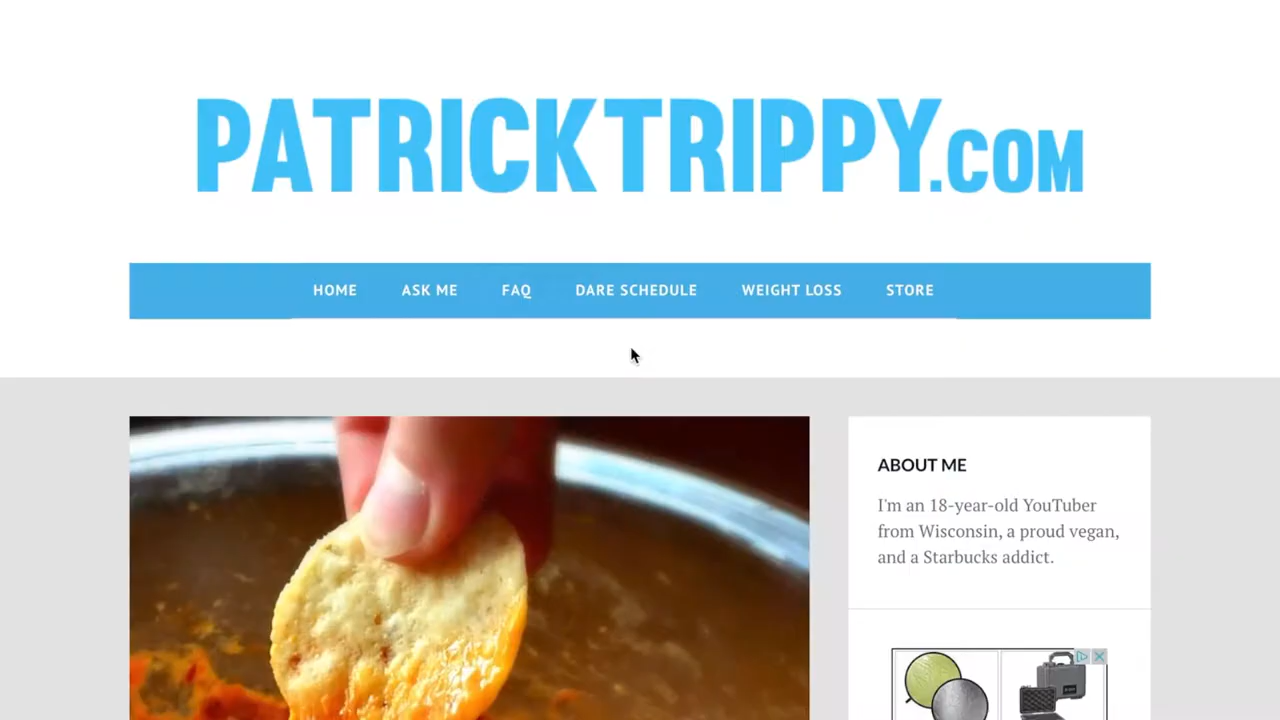 PATRICKTRIPPY.COM
HOME ASK ME FAQ DARE SCHEDULE WEIGHT LOSS STORE
ABOUT ME
I'm an 18-year-old YouTuber
from Wisconsin, a proud vegan,
and a Starbucks addict.